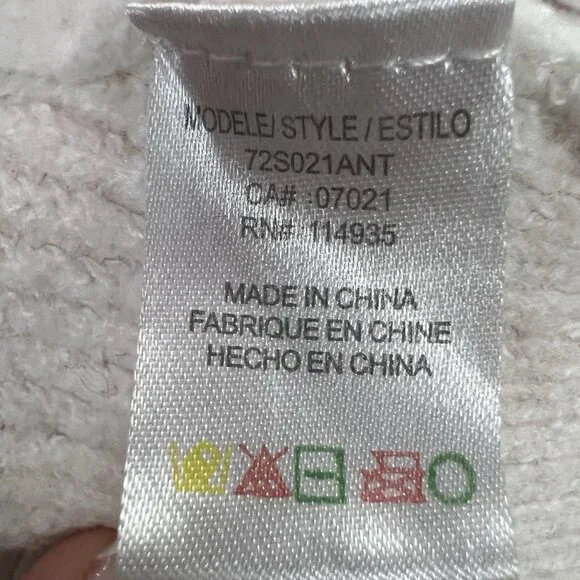 MODELE/ STYLE / ESTILO
72S021ANT
CA# :07021
RN# 114935
MADE IN CHINA
FABRIQUE EN CHINE
HECHO EN CHINA